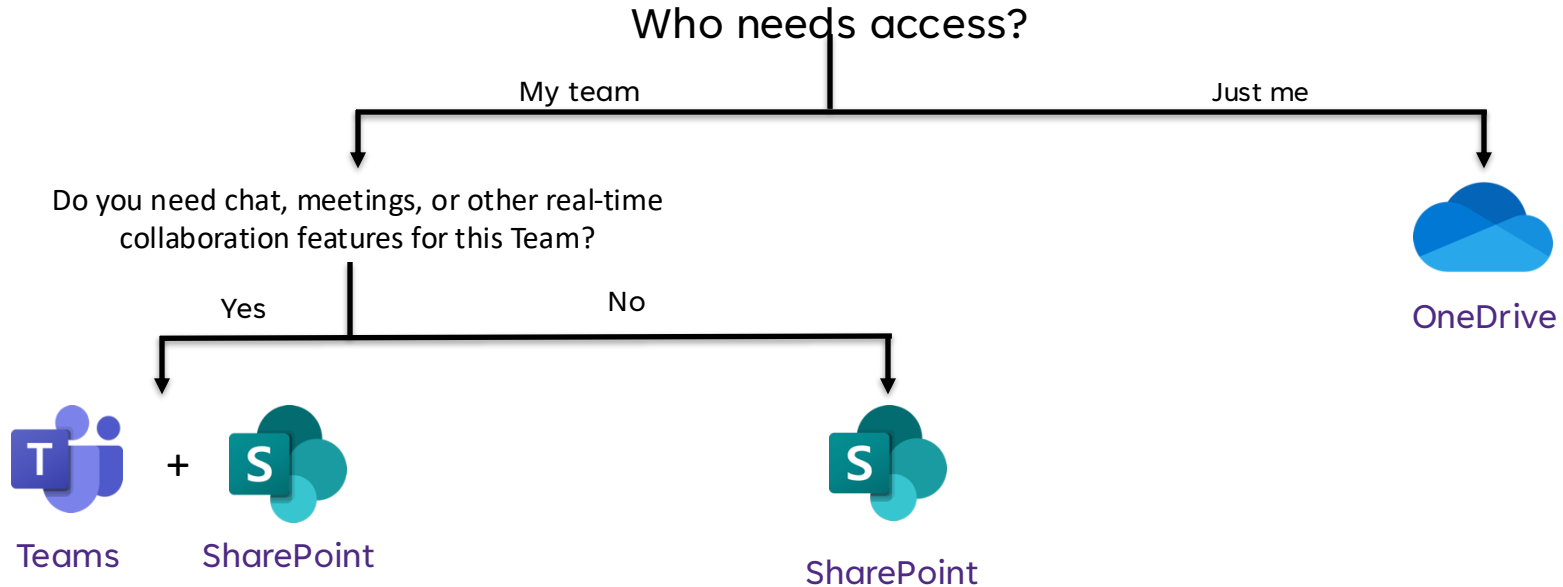 Who needs access?
My team
Just me
Do you need chat, meetings, or other real-time
collaboration features for this Team?
OneDrive
Yes
No
T
+
S
S
Teams
SharePoint
SharePoint